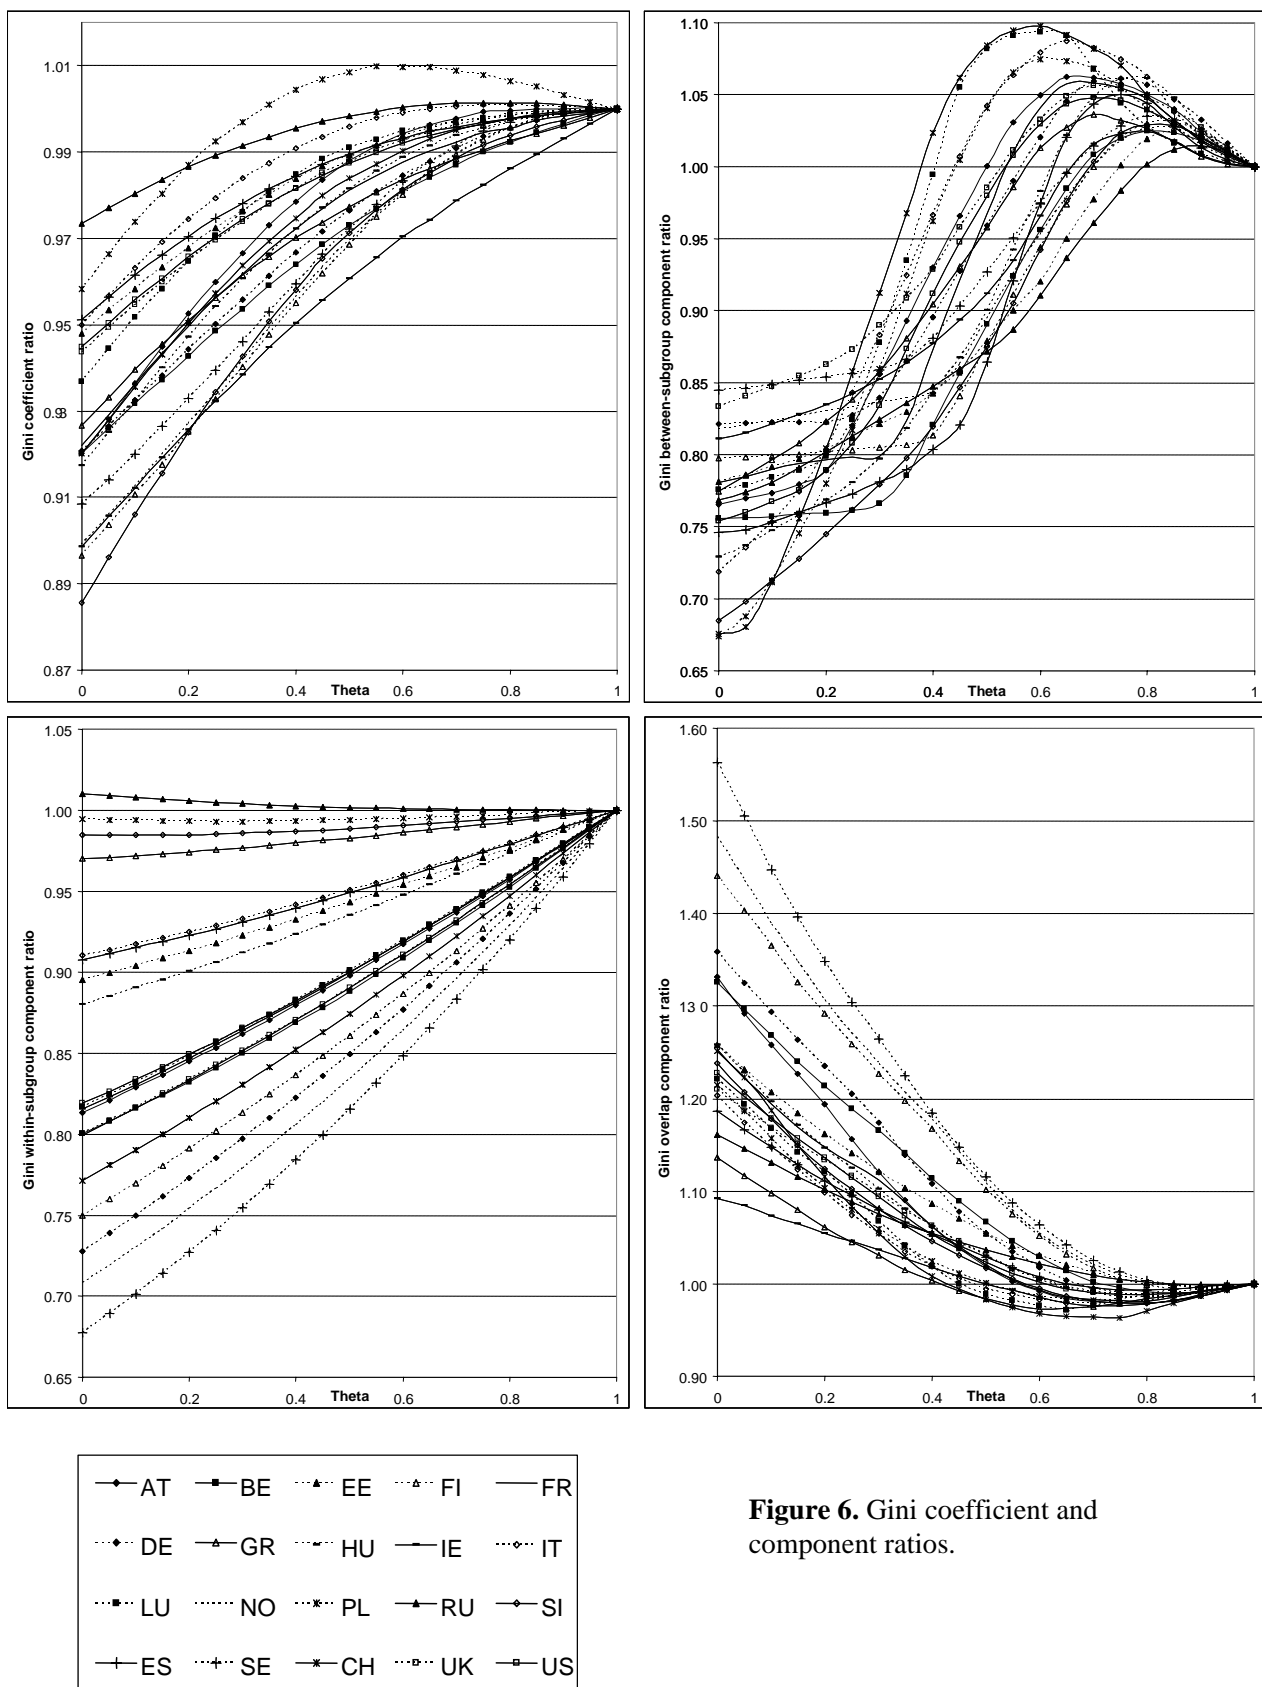 Gini coefficient ratio
1.01
0.99
0.97
0.95
0.93
0.91
0.89
0.87
0 0.2 0.4 Theta 0.6 0.8 1
Gini between-subgroup component ratio
1.10
1.05
1.00
0.95
0.90
0.85
0.80
0.75
0.70
0.65
0 0.2 0.4 Theta 0.6 0.8 1
Gini within-subgroup component ratio
1.05
1.00
0.95
0.90
0.85
0.80
0.75
0.70
0.65
0 0.2 0.4 Theta 0.6 0.8 1
Gini overlap component ratio
1.60
1.50
1.40
1.30
1.20
1.10
1.00
0.90
0 0.2 0.4 Theta 0.6 0.8 1
AT BE EE FI FR
DE GR HU IE IT
LU NO PL RU SI
ES SE CH UK US
Figure 6. Gini coefficient and
component ratios.